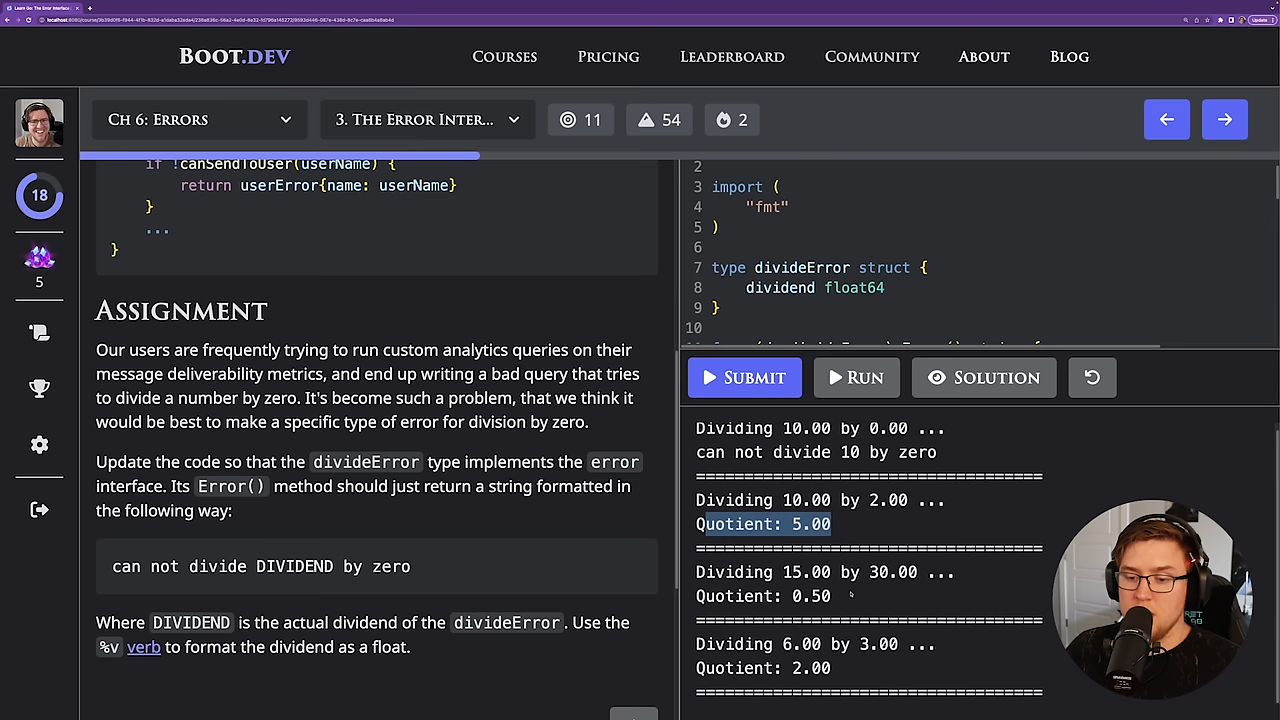 Learn Go: The Error Interface
Update
BOOT.DEV
COURSES
PRICING
LEADERBOARD
COMMUNITY
ABOUT
BLOG
CH 6: ERRORS
3. THE ERROR INTER...
11
54
2
18
5
if !canSendToUser(userName) {
return userError{name: userName}
}
...
}
ASSIGNMENT
Our users are frequently trying to run custom analytics queries on their
message deliverability metrics, and end up writing a bad query that tries
to divide a number by zero. It's become such a problem, that we think it
would be best to make a specific type of error for division by zero.
Update the code so that the divideError type implements the error
interface. Its Error() method should just return a string formatted in
the following way:
can not divide DIVIDEND by zero
Where DIVIDEND is the actual dividend of the divideError. Use the
%v verb to format the dividend as a float.
2
3 import (
4 "fmt"
5 )
6
7 type divideError struct {
8 dividend float64
9 }
10
SUBMIT
RUN
SOLUTION
Dividing 10.00 by 0.00 ...
can not divide 10 by zero
====================================
Dividing 10.00 by 2.00 ...
Quotient: 5.00
====================================
Dividing 15.00 by 30.00 ...
Quotient: 0.50
====================================
Dividing 6.00 by 3.00 ...
Quotient: 2.00
====================================